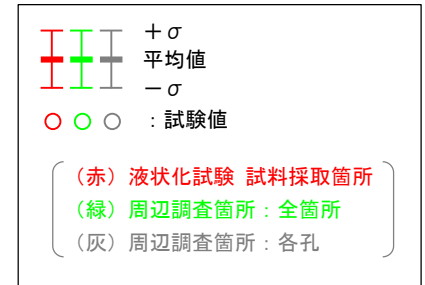 ＋σ
平均値
－σ
：試験値
（赤）液状化試験 試料採取箇所
（緑）周辺調査箇所：全箇所
（灰）周辺調査箇所：各孔